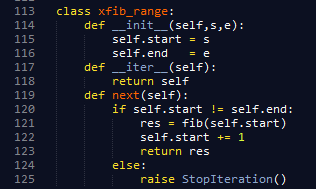 113 class xfib_range:
114     def __init__(self,s,e):
115         self.start = s
116         self.end   = e
117     def __iter__(self):
118         return self
119     def next(self):
120         if self.start != self.end:
121             res = fib(self.start)
122             self.start += 1
123             return res
124         else:
125             raise StopIteration()